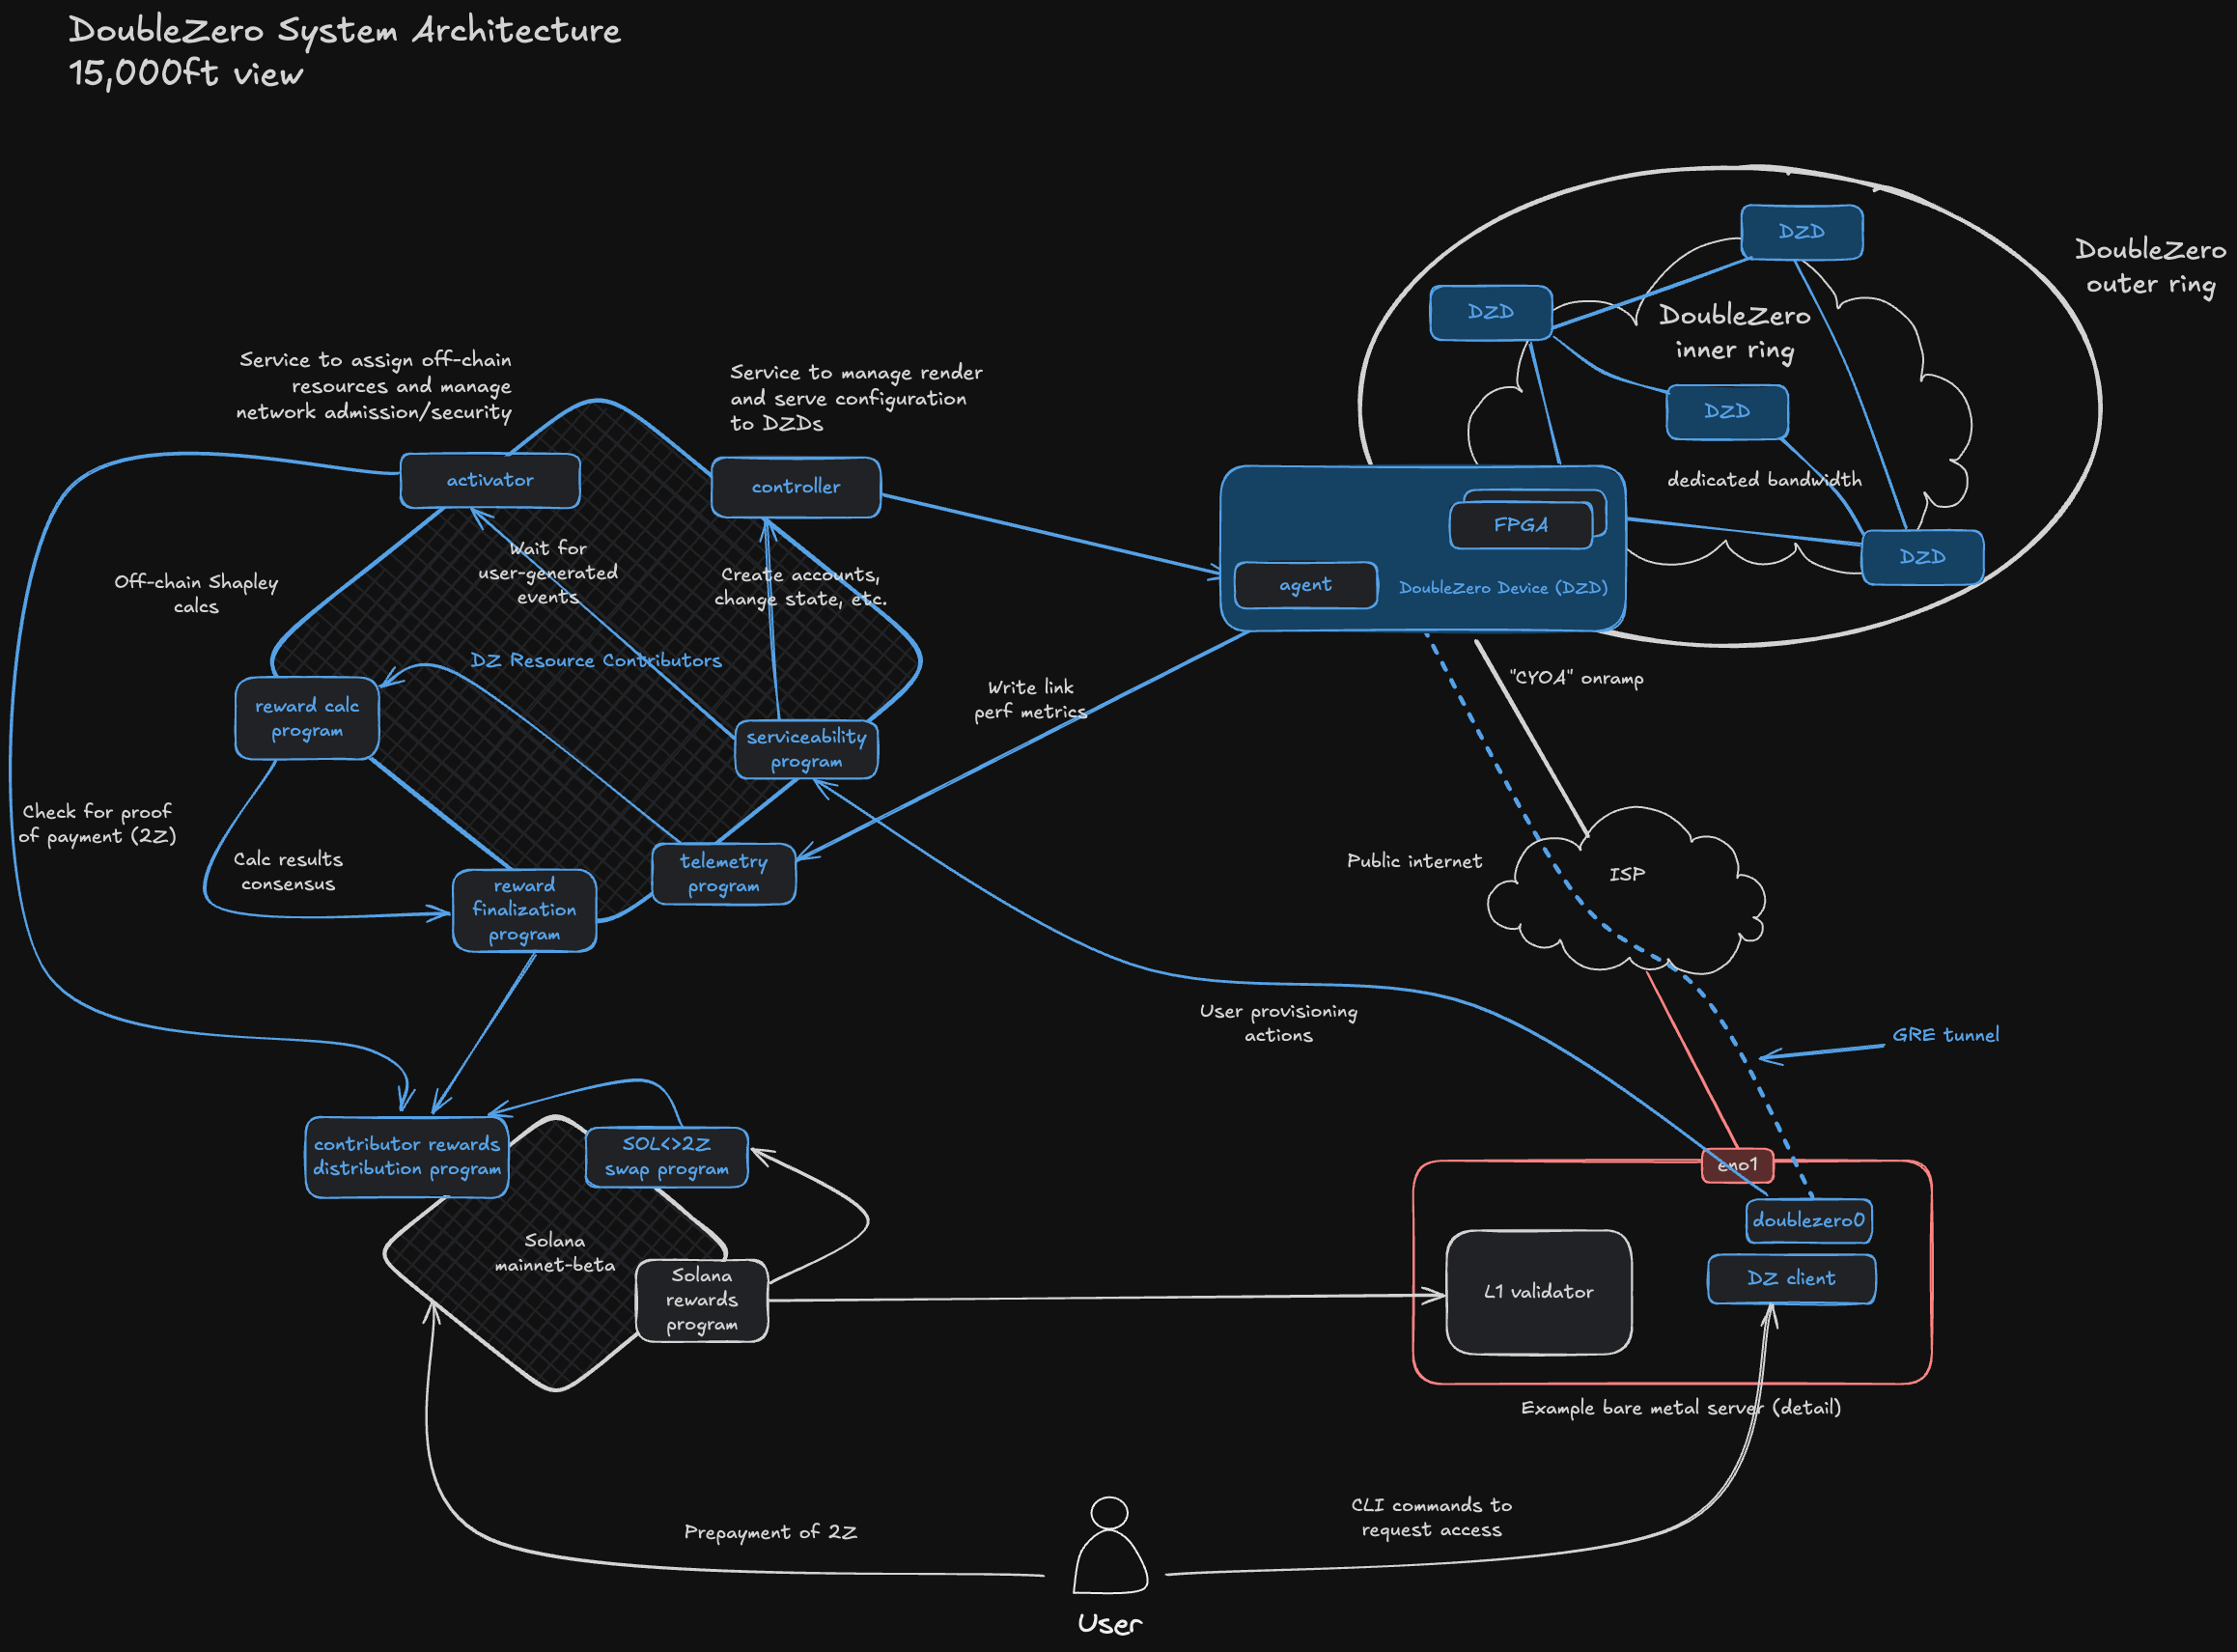 DoubleZero System Architecture
15,000ft view
DZD
DoubleZero
outer ring
DZD
DoubleZero
inner ring
DZD
dedicated bandwidth
DZD
Service to assign off-chain
resources and manage
network admission/security
Service to manage render
and serve configuration
to DZDs
activator
controller
FPGA
agent
DoubleZero Device (DZD)
Wait for
user-generated
events
Create accounts,
change state, etc.
Off-chain Shapley
calcs
DZ Resource Contributors
reward calc
program
serviceability
program
Write link
perf metrics
"CYOA" onramp
Check for proof
of payment (2Z)
Calc results
consensus
telemetry
program
reward
finalization
program
Public internet
ISP
User provisioning
actions
GRE tunnel
contributor rewards
distribution program
SOL<>2Z
swap program
Solana
mainnet-beta
Solana
rewards
program
eno1
doublezero0
DZ client
L1 validator
Example bare metal server (detail)
Prepayment of 2Z
CLI commands to
request access
User